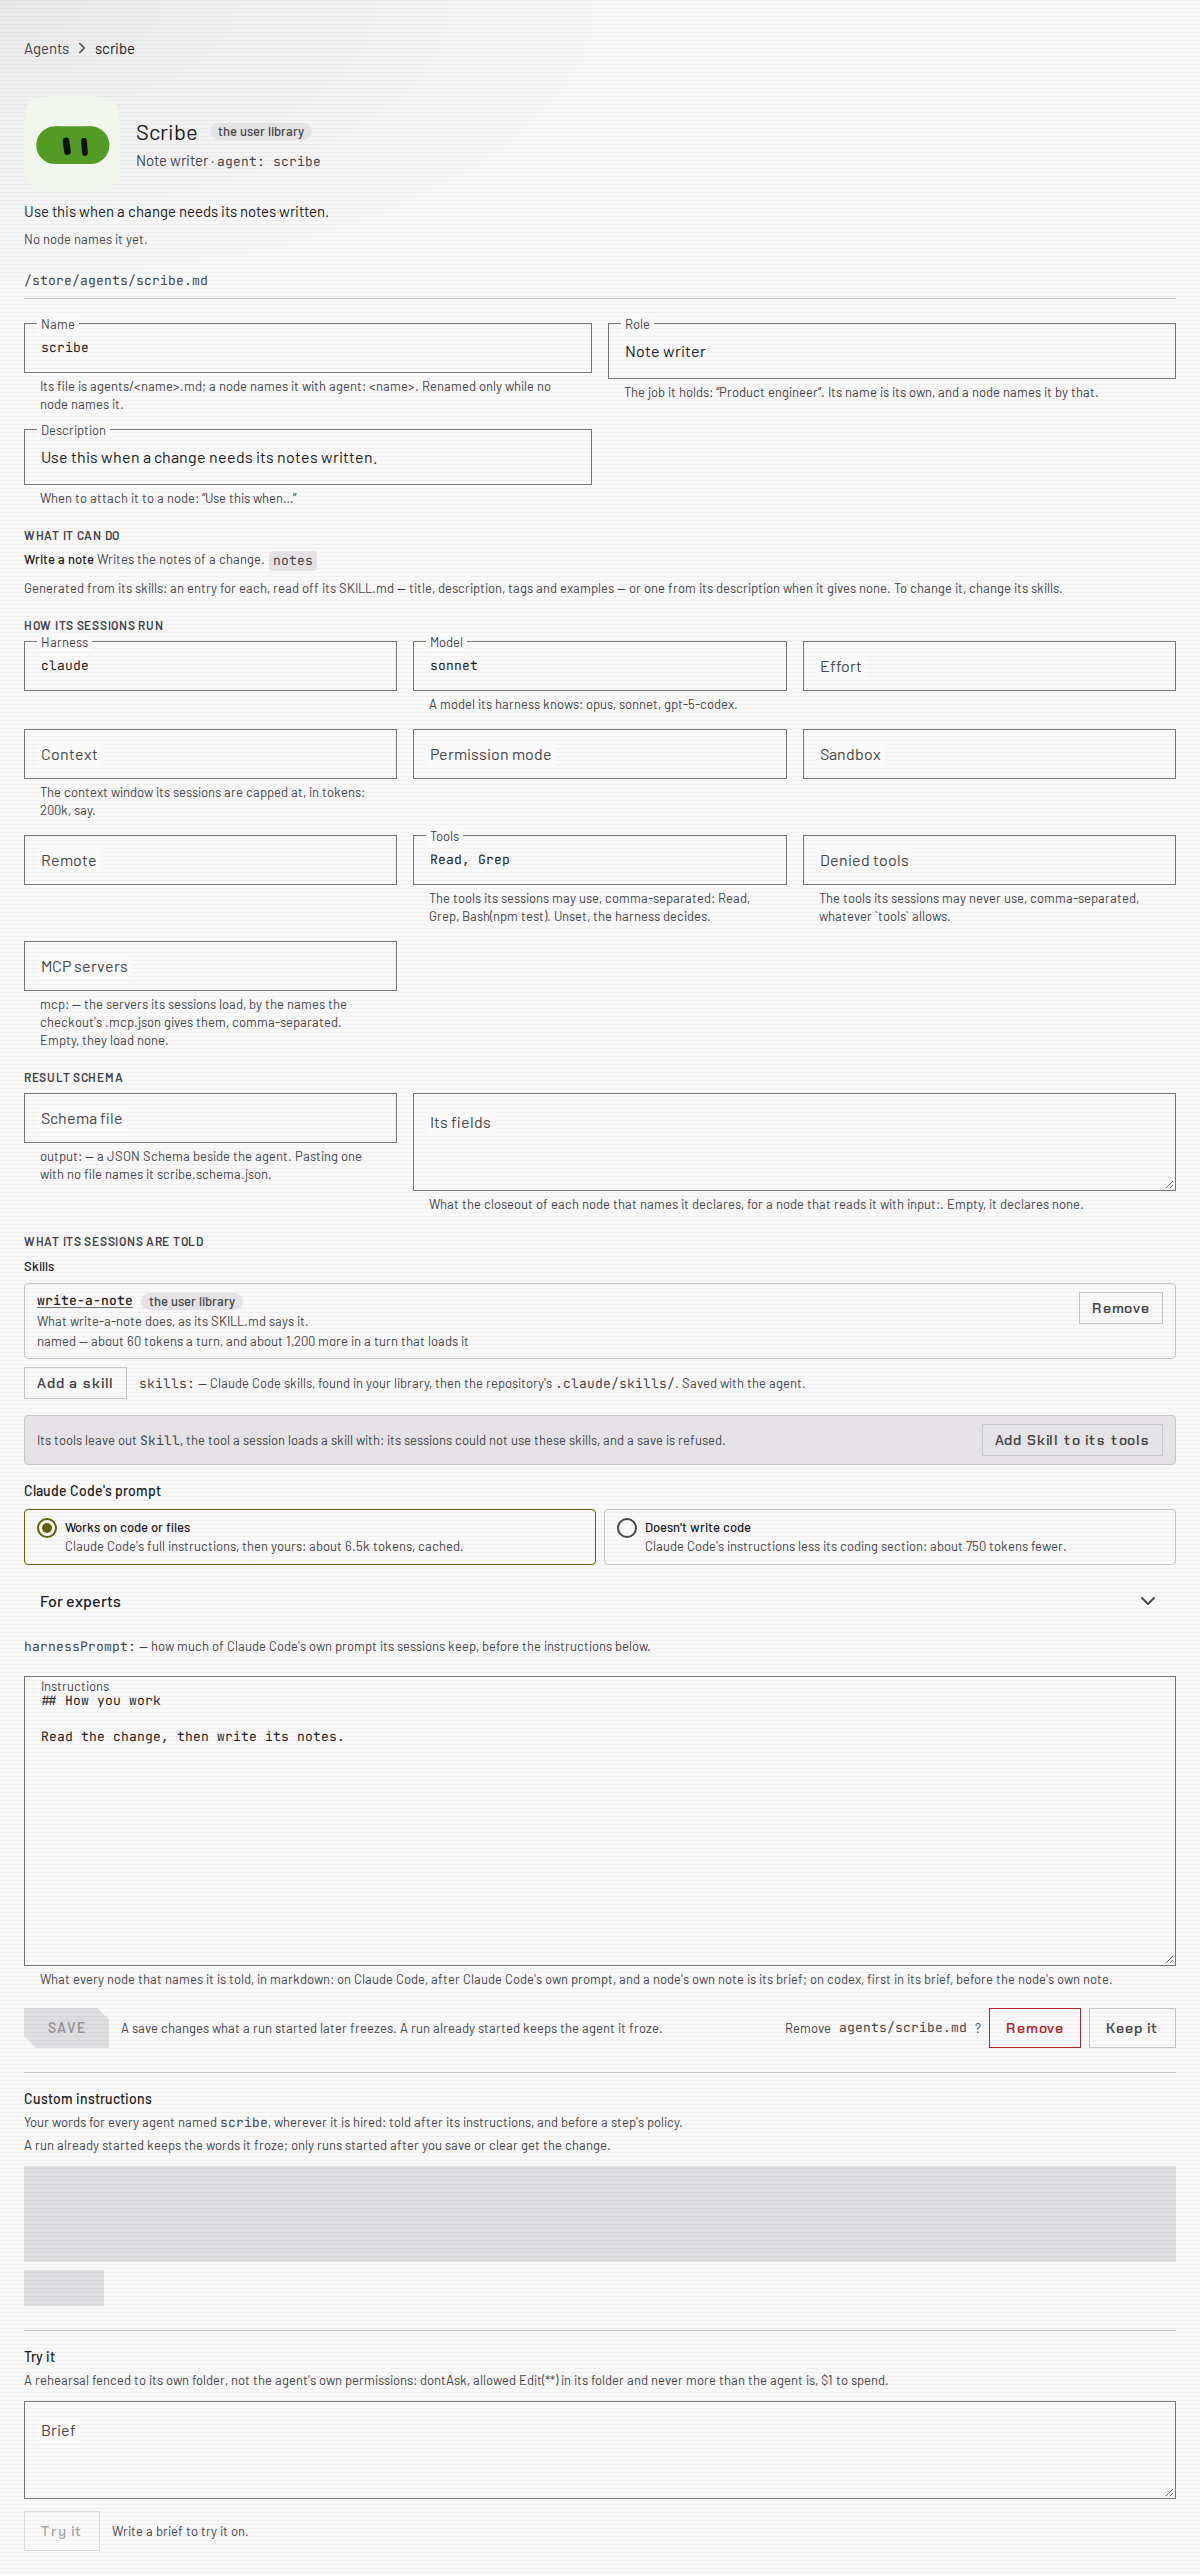 Agents > scribe
Scribe the user library
Note writer · agent: scribe
Use this when a change needs its notes written.
No node names it yet.
/store/agents/scribe.md
Name
scribe
Its file is agents/<name>.md; a node names it with agent: <name>. Renamed only while no
node names it.
Role
Note writer
The job it holds: “Product engineer”. Its name is its own, and a node names it by that.
Description
Use this when a change needs its notes written.
When to attach it to a node: “Use this when…”
WHAT IT CAN DO
Write a note Writes the notes of a change. notes
Generated from its skills: an entry for each, read off its SKILL.md — title, description, tags and examples — or one from its description when it gives none. To change it, change its skills.
HOW ITS SESSIONS RUN
Harness
claude
Model
sonnet
A model its harness knows: opus, sonnet, gpt-5-codex.
Effort
Context
The context window its sessions are capped at, in tokens:
200k, say.
Permission mode
Sandbox
Remote
Tools
Read, Grep
The tools its sessions may use, comma-separated: Read,
Grep, Bash(npm test). Unset, the harness decides.
Denied tools
The tools its sessions may never use, comma-separated,
whatever `tools` allows.
MCP servers
mcp: — the servers its sessions load, by the names the
checkout's .mcp.json gives them, comma-separated.
Empty, they load none.
RESULT SCHEMA
Schema file
output: — a JSON Schema beside the agent. Pasting one
with no file names it scribe.schema.json.
Its fields
What the closeout of each node that names it declares, for a node that reads it with input:. Empty, it declares none.
WHAT ITS SESSIONS ARE TOLD
Skills
write-a-note the user library
What write-a-note does, as its SKILL.md says it.
named — about 60 tokens a turn, and about 1,200 more in a turn that loads it
Remove
Add a skill skills: — Claude Code skills, found in your library, then the repository's .claude/skills/. Saved with the agent.
Its tools leave out Skill, the tool a session loads a skill with: its sessions could not use these skills, and a save is refused.
Add Skill to its tools
Claude Code's prompt
Works on code or files
Claude Code's full instructions, then yours: about 6.5k tokens, cached.
Doesn't write code
Claude Code's instructions less its coding section: about 750 tokens fewer.
For experts
harnessPrompt: — how much of Claude Code's own prompt its sessions keep, before the instructions below.
Instructions
## How you work
Read the change, then write its notes.
What every node that names it is told, in markdown: on Claude Code, after Claude Code's own prompt, and a node's own note is its brief; on codex, first in its brief, before the node's own note.
SAVE A save changes what a run started later freezes. A run already started keeps the agent it froze.
Remove agents/scribe.md ? Remove Keep it
Custom instructions
Your words for every agent named scribe, wherever it is hired: told after its instructions, and before a step's policy.
A run already started keeps the words it froze; only runs started after you save or clear get the change.
Try it
A rehearsal fenced to its own folder, not the agent's own permissions: dontAsk, allowed Edit(**) in its folder and never more than the agent is, $1 to spend.
Brief
Try it Write a brief to try it on.